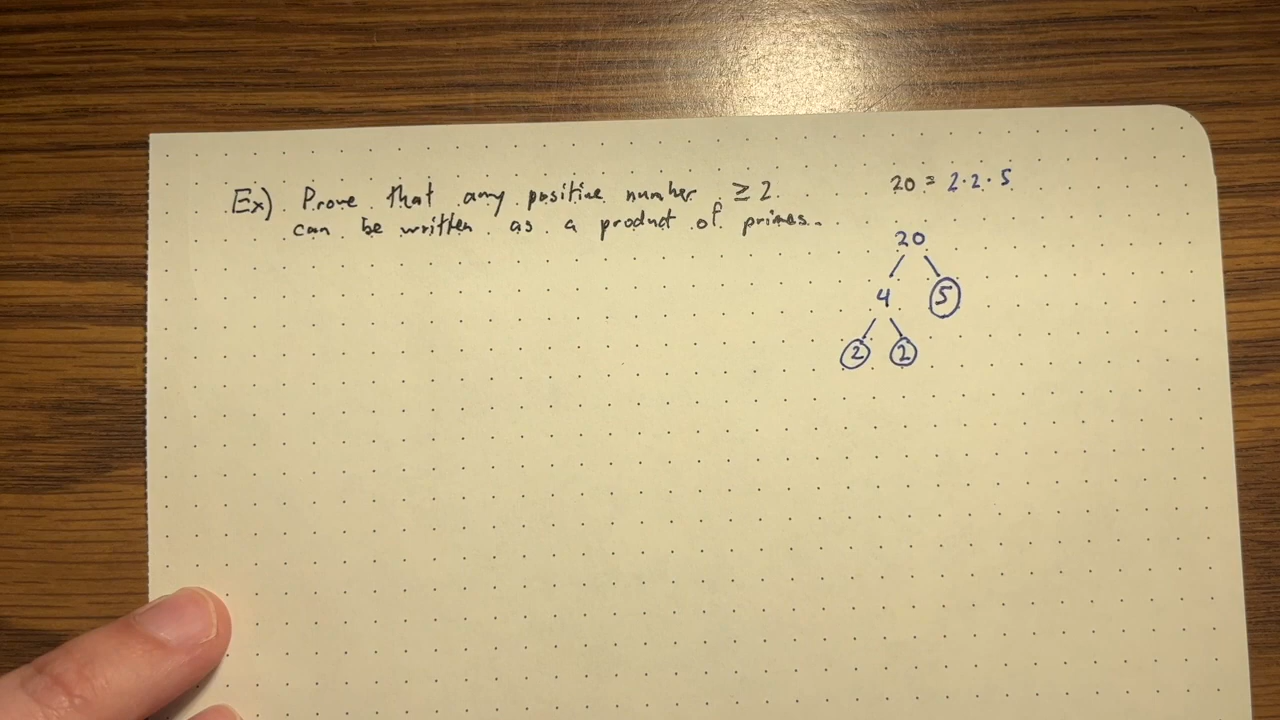 Ex) Prove that any positive number ≥ 2
can be written as a product of primes.
20 = 2·2·5
20
4 5
2 2